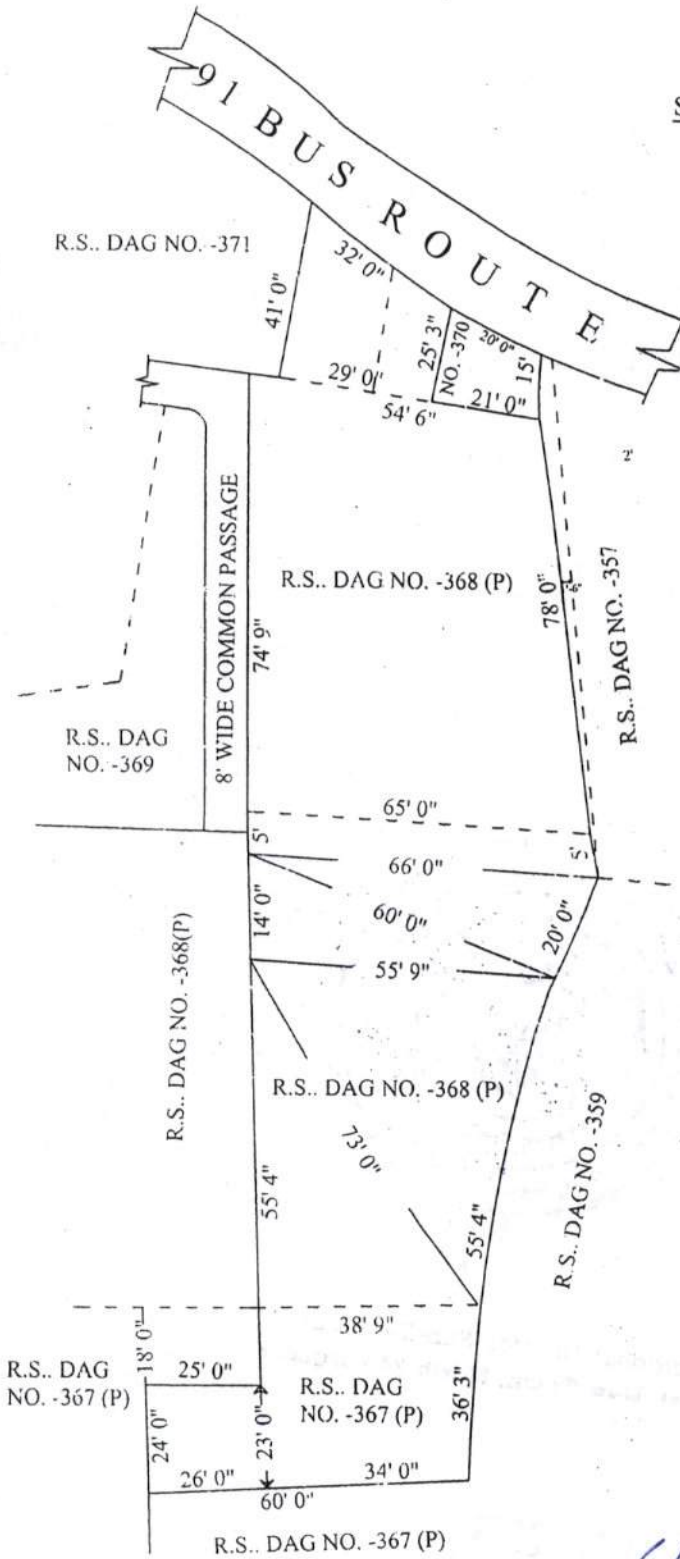 91 BUS ROUTE
S
R.S.. DAG NO. -371
41' 0"
32' 0"
25' 3"
NO. -370
20' 0"
15'
29' 0"
54' 6"
21' 0"
2'
8' WIDE COMMON PASSAGE
74' 9"
R.S.. DAG NO. -368 (P)
78' 0"
R.S.. DAG NO. -357
R.S.. DAG
NO. -369
65' 0"
5'
5'
66' 0"
60' 0"
14' 0"
20' 0"
55' 9"
R.S.. DAG NO. -368(P)
R.S.. DAG NO. -368 (P)
73' 0"
55' 4"
55' 4"
R.S.. DAG NO. -359
38' 9"
18' 0"
R.S.. DAG
NO. -367 (P)
25' 0"
R.S.. DAG
NO. -367 (P)
36' 3"
24' 0"
23' 0"
26' 0"
34' 0"
60' 0"
R.S.. DAG NO. -367 (P)